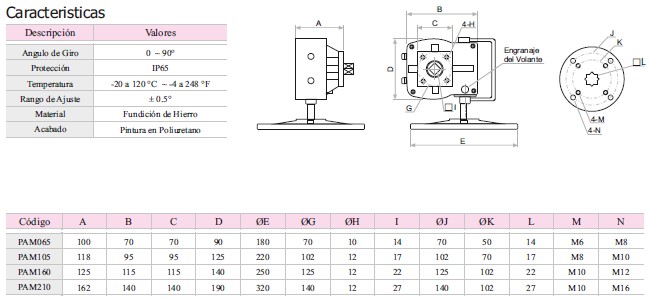 Caracteristicas
Descripción Valores
Angulo de Giro 0 ~ 90°
Protección IP65
Temperatura -20 a 120 °C ~ -4 a 248 °F
Rango de Ajuste ± 0.5°
Material Fundición de Hierro
Acabado Pintura en Poliuretano
A
B
C
4-H
D
Engranaje
del Volante
G
□I
E
J
K
□L
4-M
4-N
Código A B C D ØE ØG ØH I ØJ ØK L M N
PAM065 100 70 70 90 180 70 10 14 70 50 14 M6 M8
PAM105 118 95 95 125 220 102 12 17 102 70 17 M8 M10
PAM160 125 115 115 140 250 125 12 22 125 102 22 M10 M12
PAM210 162 140 140 190 320 140 12 27 140 102 27 M10 M16